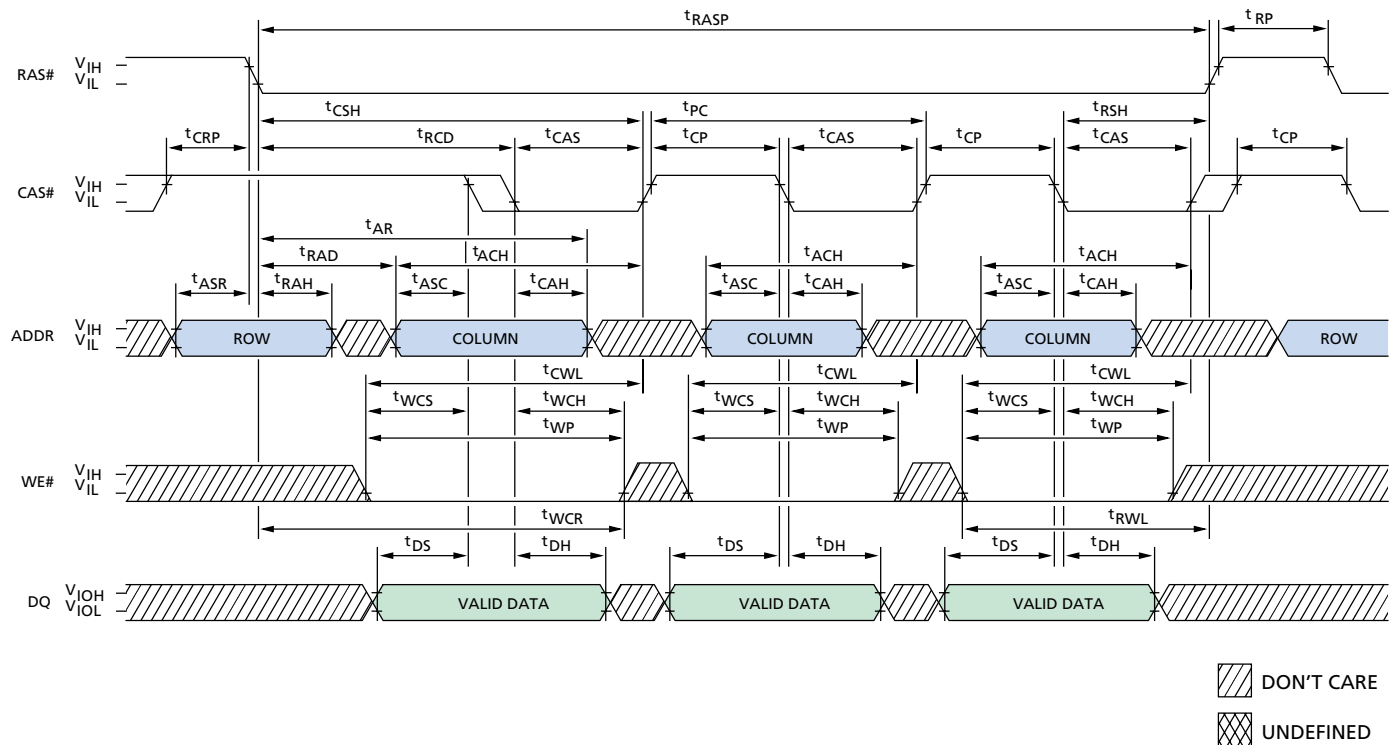 tRASP
tRP
RAS# VIH
VIL
tCSH
tPC
tRSH
tCRP
tRCD
tCAS
tCP
tCAS
tCP
tCAS
tCP
CAS# VIH
VIL
tAR
tRAD
tACH
tACH
tACH
tASR
tRAH
tASC
tCAH
tASC
tCAH
tASC
tCAH
ADDR VIH
VIL
ROW
COLUMN
COLUMN
COLUMN
ROW
tCWL
tCWL
tCWL
tWCS
tWCH
tWCS
tWCH
tWCS
tWCH
tWP
tWP
tWP
WE# VIH
VIL
tWCR
tRWL
tDS
tDH
tDS
tDH
tDS
tDH
DQ VIOH
VIOL
VALID DATA
VALID DATA
VALID DATA
DON'T CARE
UNDEFINED